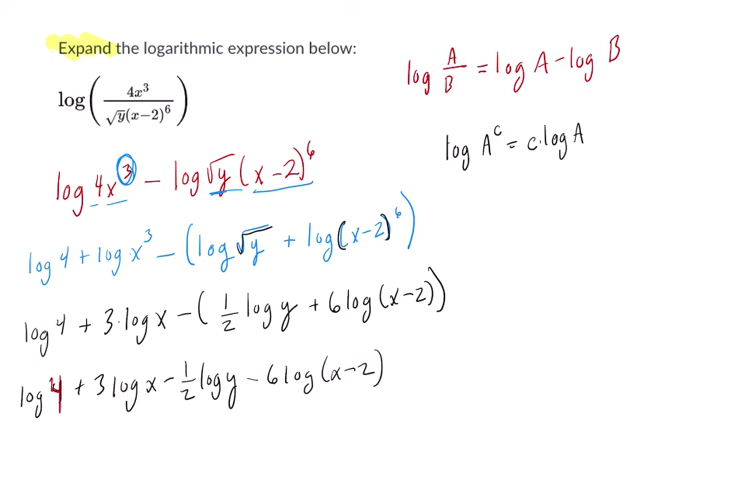 Expand the logarithmic expression below:
log(4x³/(√y(x−2)⁶))
log 4x³ − log √y (x−2)⁶
log 4 + log x³ − (log √y + log(x−2)⁶)
log 4 + 3·log x − (1/2 log y + 6 log(x−2))
log 4 + 3 log x − 1/2 log y − 6 log(x−2)
log A/B = log A − log B
log Aᶜ = c·log A